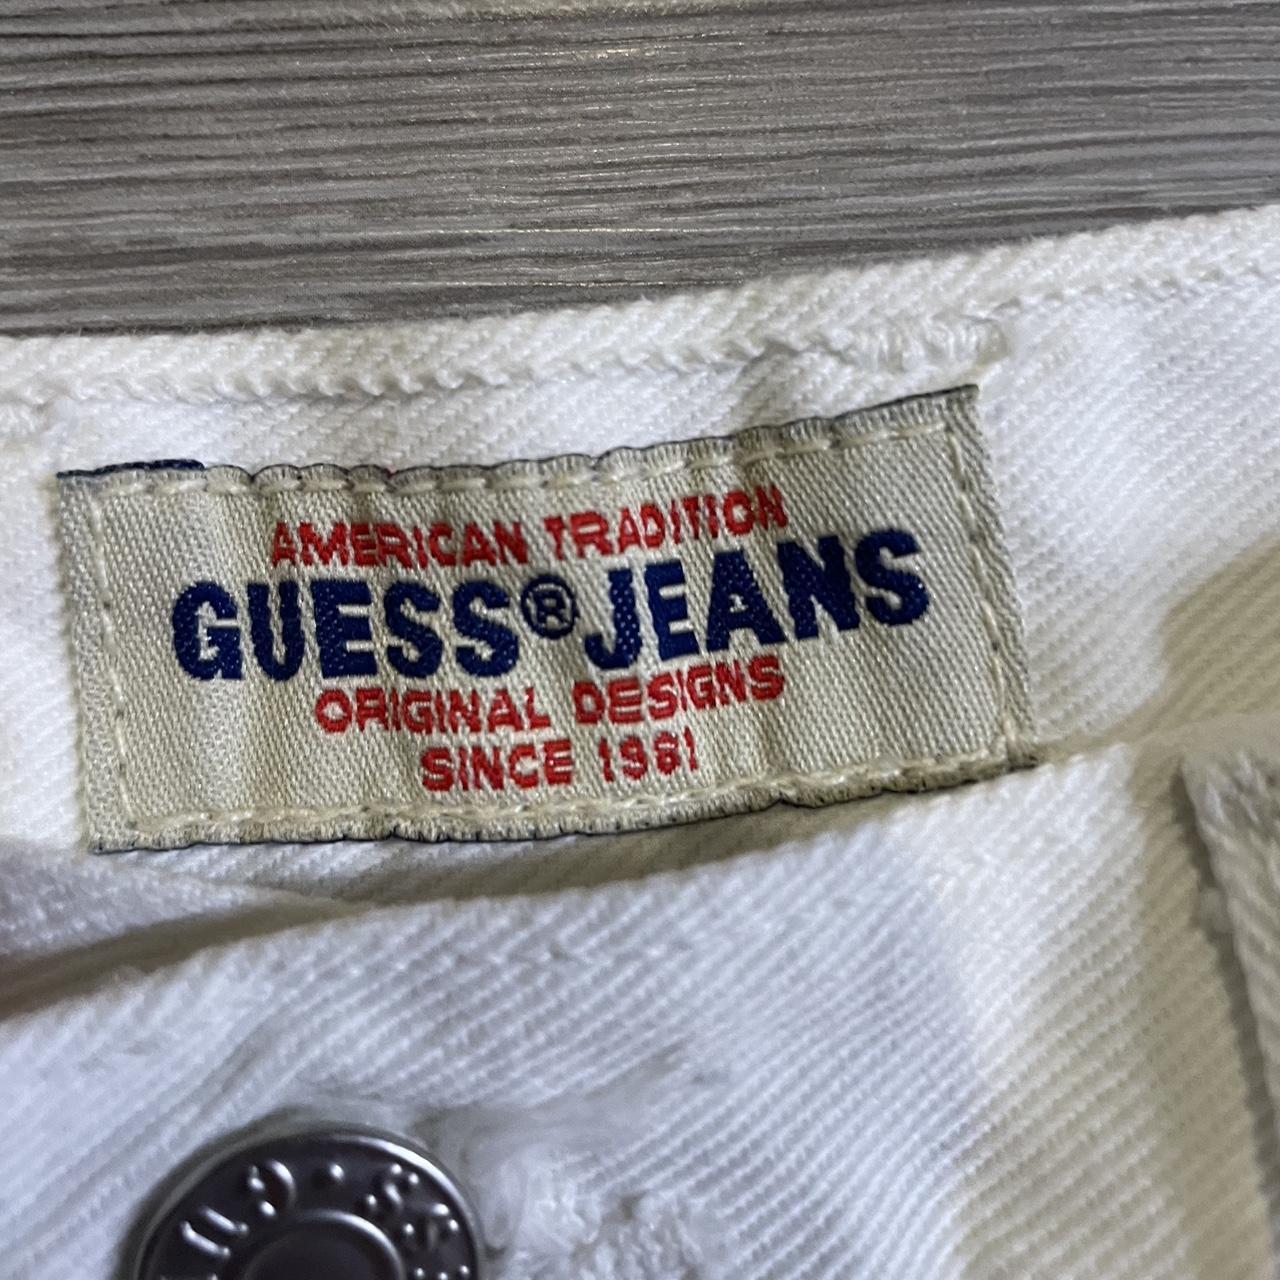 AMERICAN TRADITION
GUESS® JEANS
ORIGINAL DESIGNS
SINCE 1981